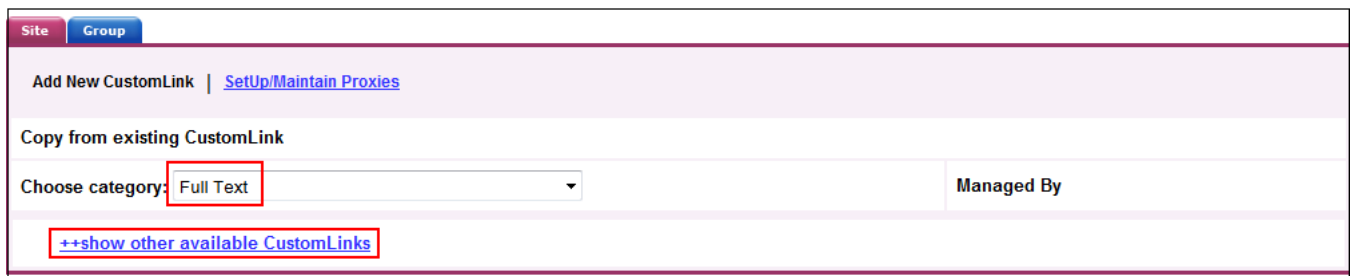 Site Group
Add New CustomLink | SetUp/Maintain Proxies
Copy from existing CustomLink
Choose category: Full Text Managed By
++show other available CustomLinks